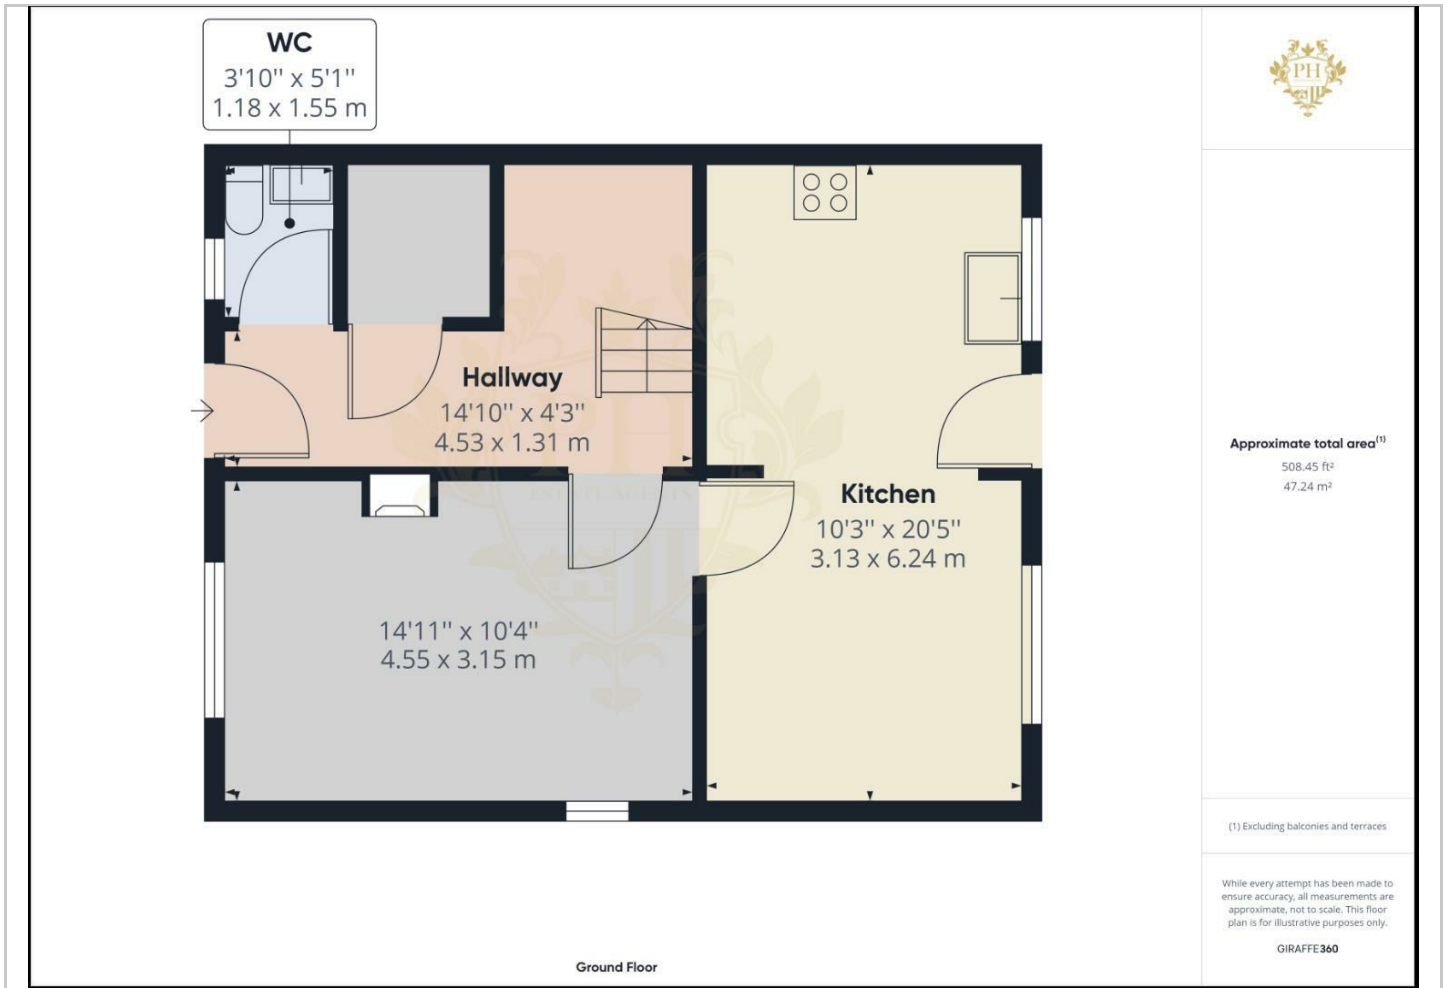 WC
3'10'' x 5'1''
1.18 x 1.55 m
PH
Hallway
14'10'' x 4'3''
4.53 x 1.31 m
Kitchen
10'3'' x 20'5''
3.13 x 6.24 m
14'11'' x 10'4''
4.55 x 3.15 m
PH
Ground Floor
Approximate total area(1)
508.45 ft²
47.24 m²
(1) Excluding balconies and terraces
While every attempt has been made to
ensure accuracy, all measurements are
approximate, not to scale. This floor
plan is for illustrative purposes only.
GIRAFFE360